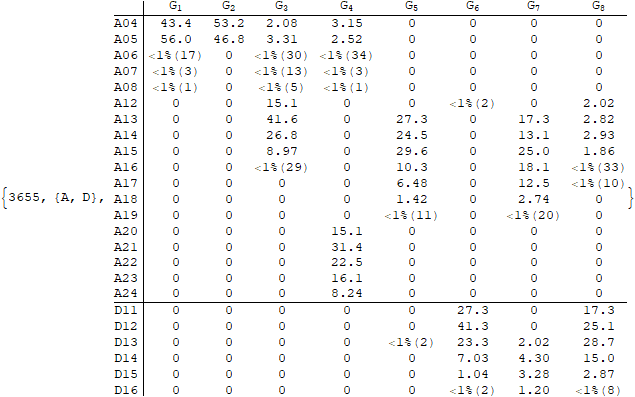 G1 G2 G3 G4 G5 G6 G7 G8
A04 43.4 53.2 2.08 3.15 0 0 0 0
A05 56.0 46.8 3.31 2.52 0 0 0 0
A06 <1%(17) 0 <1%(30) <1%(34) 0 0 0 0
A07 <1%(3) 0 <1%(13) <1%(3) 0 0 0 0
A08 <1%(1) 0 <1%(5) <1%(1) 0 0 0 0
A12 0 0 15.1 0 0 <1%(2) 0 2.02
A13 0 0 41.6 0 27.3 0 17.3 2.82
A14 0 0 26.8 0 24.5 0 13.1 2.93
A15 0 0 8.97 0 29.6 0 25.0 1.86
A16 0 0 <1%(29) 0 10.3 0 18.1 <1%(33)
A17 0 0 0 0 6.48 0 12.5 <1%(10)
{3655, {A, D}, A18 0 0 0 0 1.42 0 2.74 0 }
A19 0 0 0 0 <1%(11) 0 <1%(20) 0
A20 0 0 0 15.1 0 0 0 0
A21 0 0 0 31.4 0 0 0 0
A22 0 0 0 22.5 0 0 0 0
A23 0 0 0 16.1 0 0 0 0
A24 0 0 0 8.24 0 0 0 0
D11 0 0 0 0 0 27.3 0 17.3
D12 0 0 0 0 0 41.3 0 25.1
D13 0 0 0 0 <1%(2) 23.3 2.02 28.7
D14 0 0 0 0 0 7.03 4.30 15.0
D15 0 0 0 0 0 1.04 3.28 2.87
D16 0 0 0 0 0 <1%(2) 1.20 <1%(8)